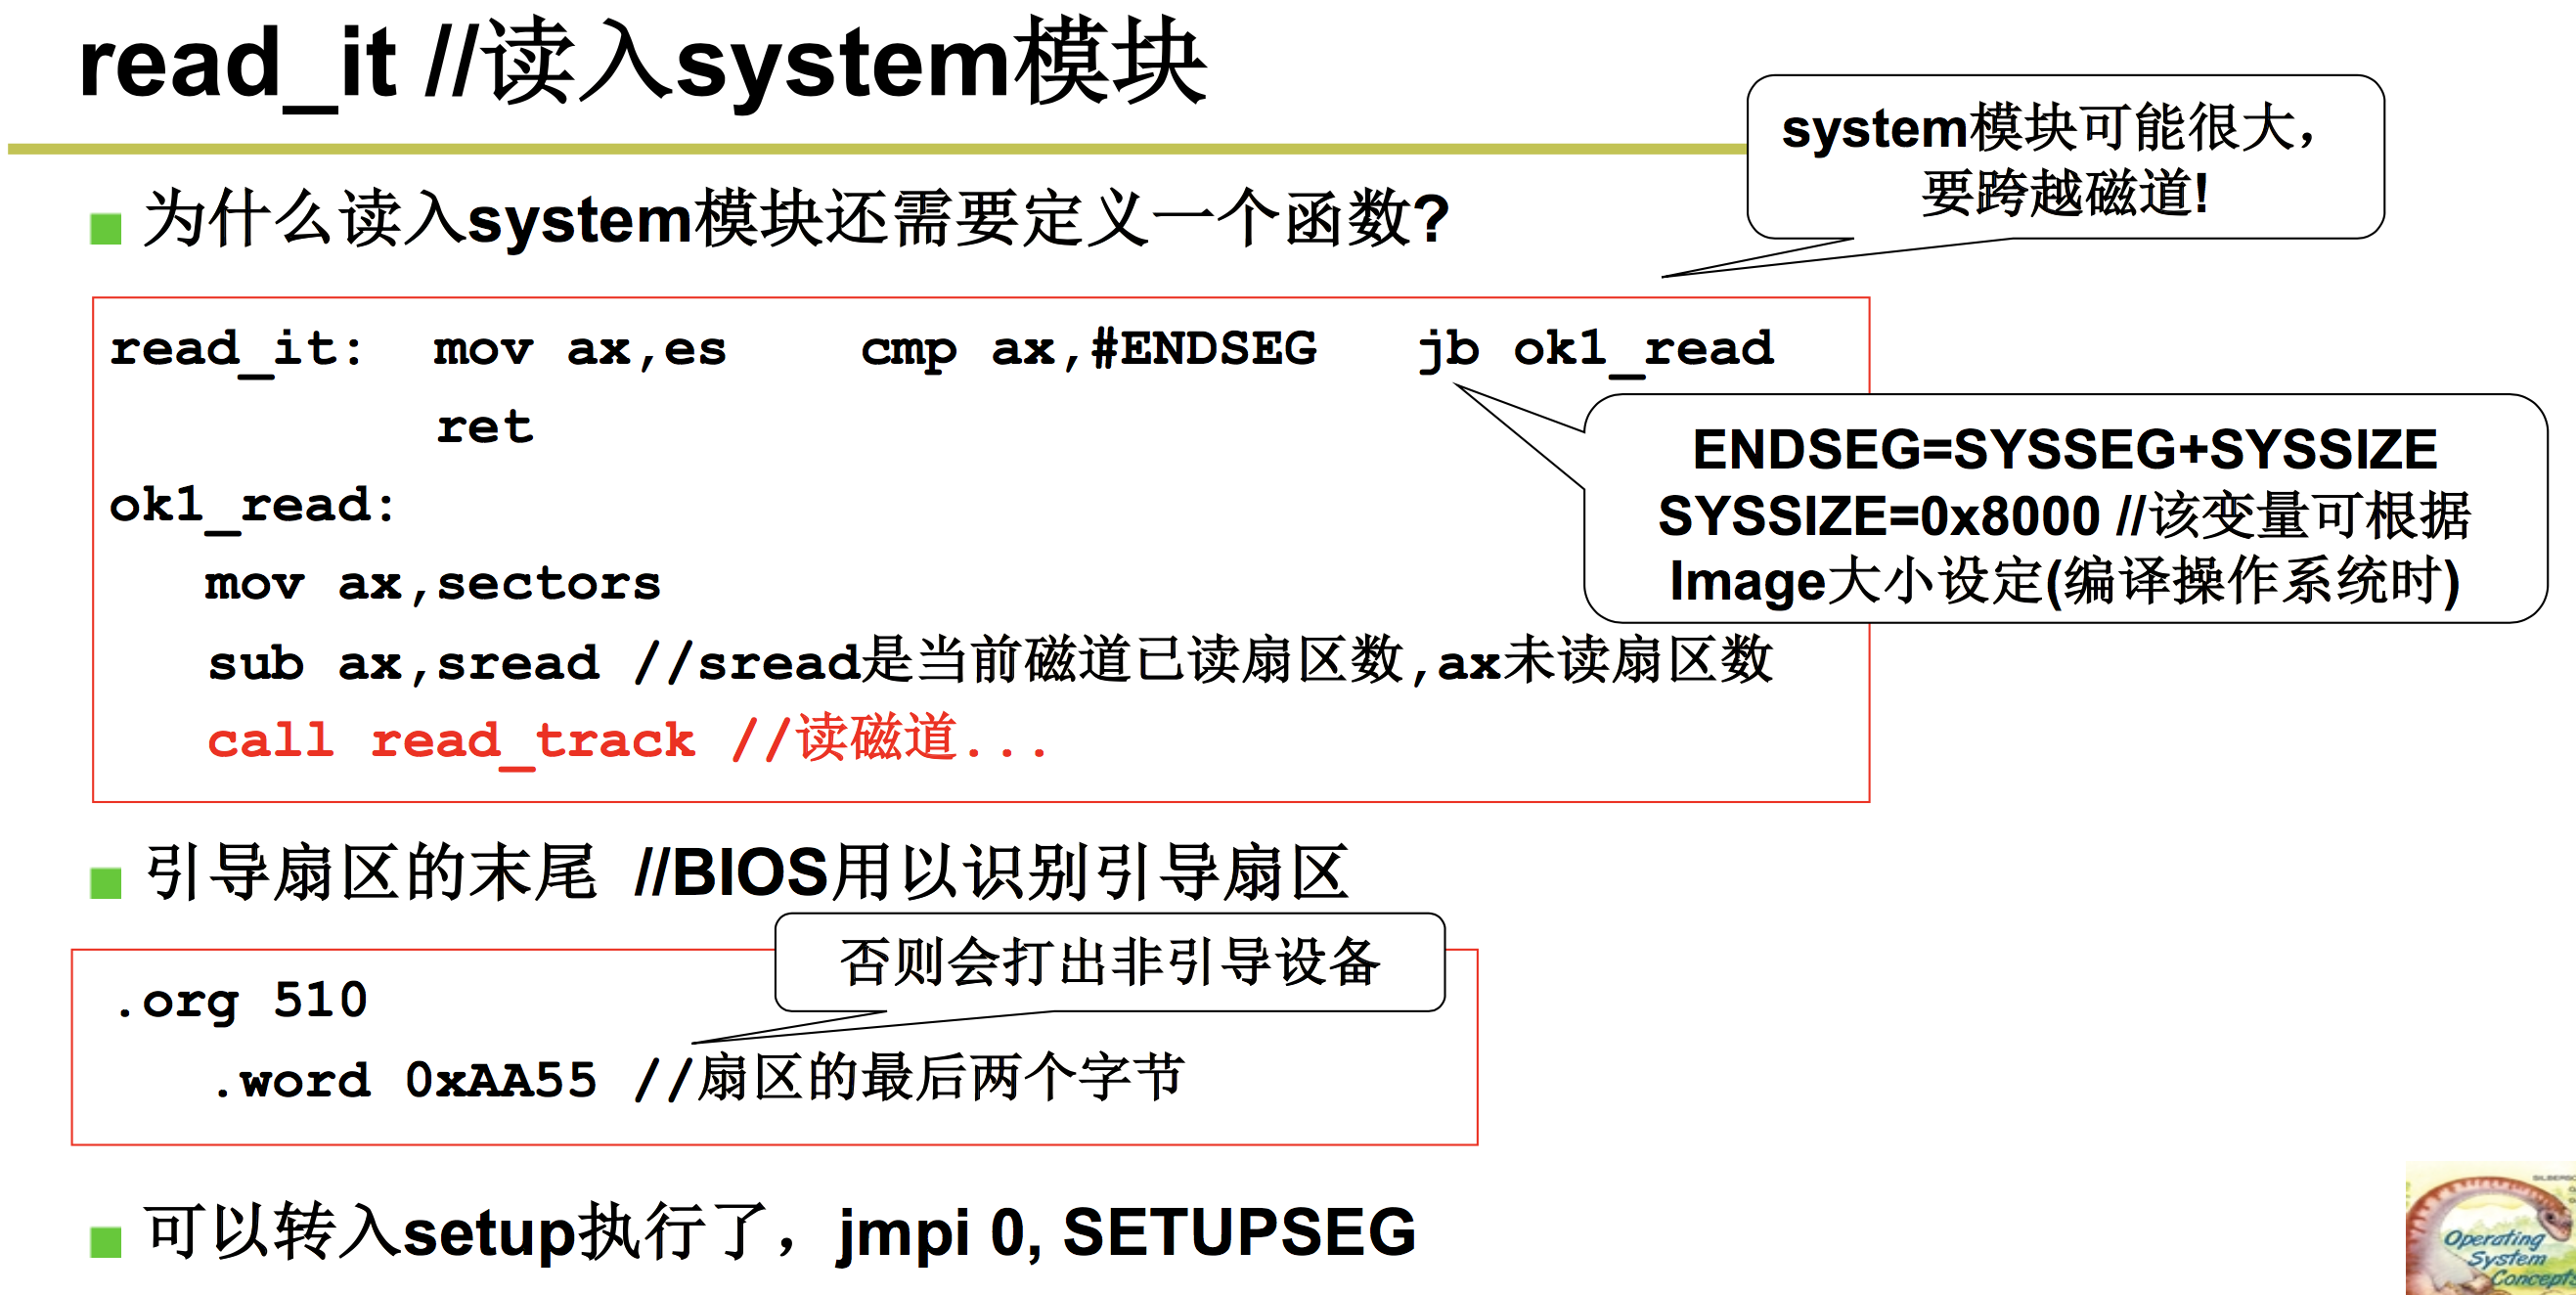 read_it //读入system模块
system模块可能很大，
要跨越磁道!
为什么读入system模块还需要定义一个函数?
read_it: mov ax,es cmp ax,#ENDSEG jb ok1_read
ret
ENDSEG=SYSSEG+SYSSIZE
SYSSIZE=0x8000 //该变量可根据
Image大小设定(编译操作系统时)
ok1_read:
mov ax,sectors
sub ax,sread //sread是当前磁道已读扇区数,ax未读扇区数
call read_track //读磁道...
引导扇区的末尾 //BIOS用以识别引导扇区
否则会打出非引导设备
.org 510
.word 0xAA55 //扇区的最后两个字节
可以转入setup执行了，jmpi 0, SETUPSEG
Operating
System
Concepts